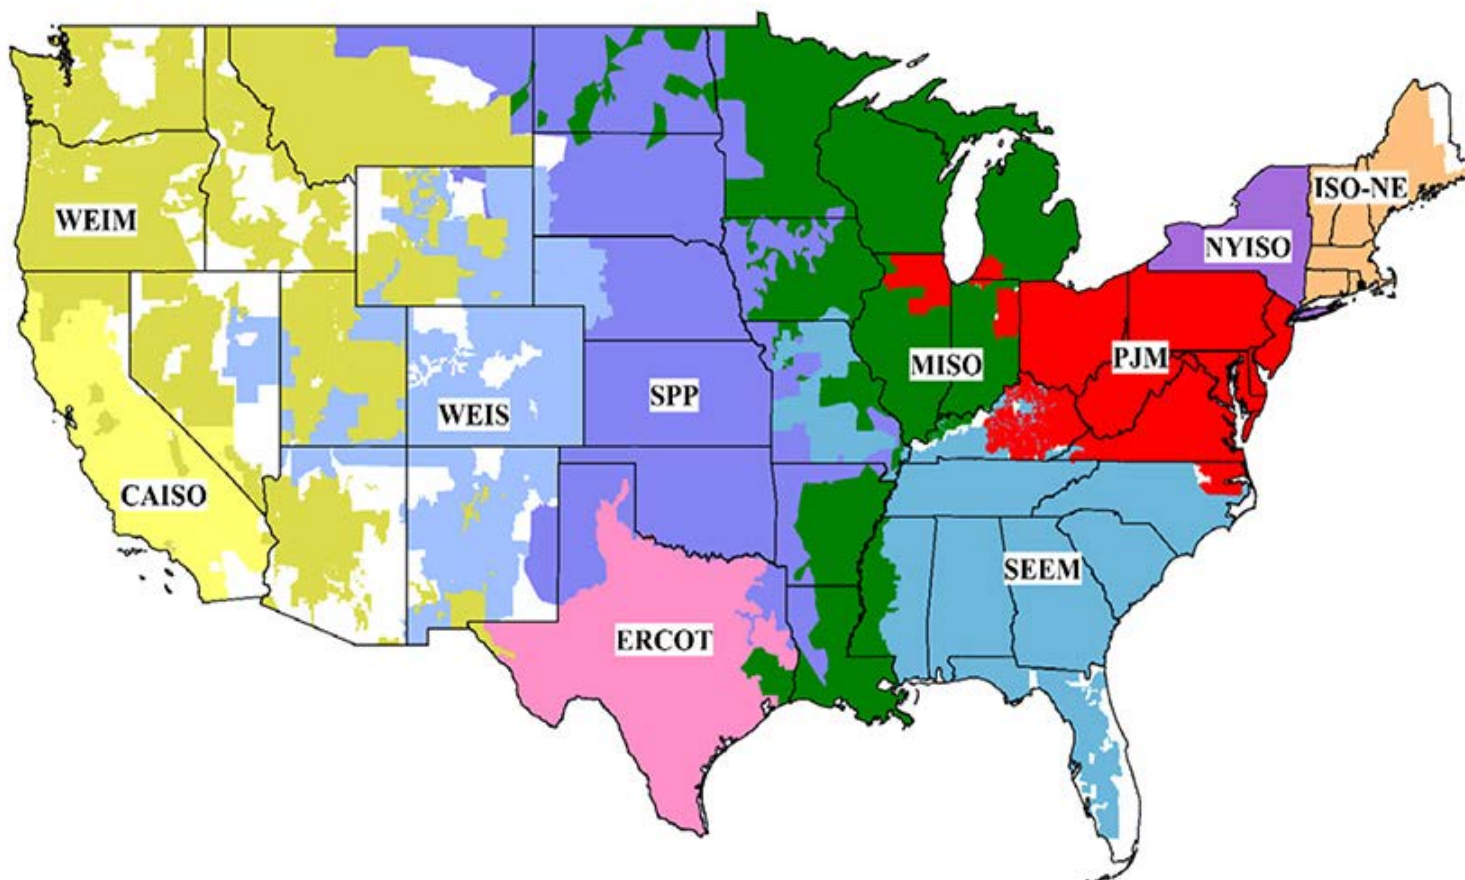 ISO-NE
WEIM
NYISO
MISO
PJM
SPP
WEIS
CAISO
SEEM
ERCOT